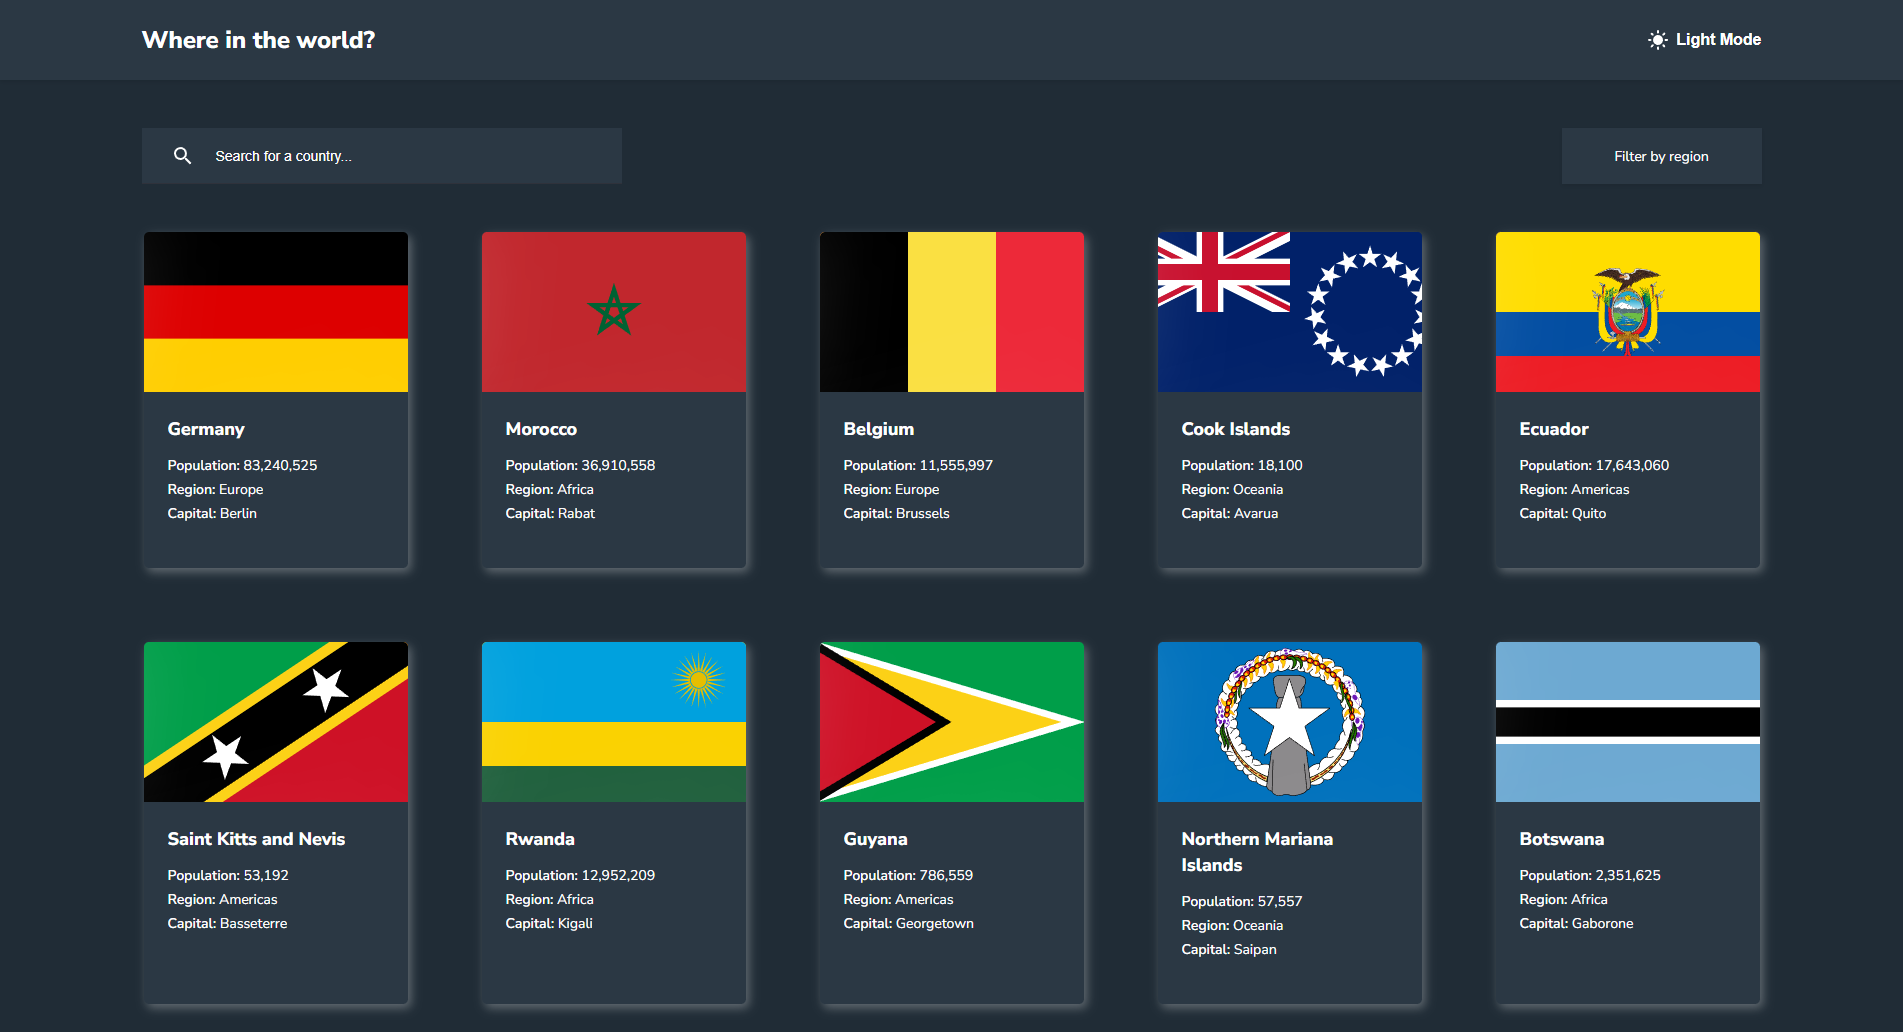 Where in the world?
Light Mode
Search for a country...
Filter by region
Germany
Population: 83,240,525
Region: Europe
Capital: Berlin
Morocco
Population: 36,910,558
Region: Africa
Capital: Rabat
Belgium
Population: 11,555,997
Region: Europe
Capital: Brussels
Cook Islands
Population: 18,100
Region: Oceania
Capital: Avarua
Ecuador
Population: 17,643,060
Region: Americas
Capital: Quito
Saint Kitts and Nevis
Population: 53,192
Region: Americas
Capital: Basseterre
Rwanda
Population: 12,952,209
Region: Africa
Capital: Kigali
Guyana
Population: 786,559
Region: Americas
Capital: Georgetown
Northern Mariana
Islands
Population: 57,557
Region: Oceania
Capital: Saipan
Botswana
Population: 2,351,625
Region: Africa
Capital: Gaborone